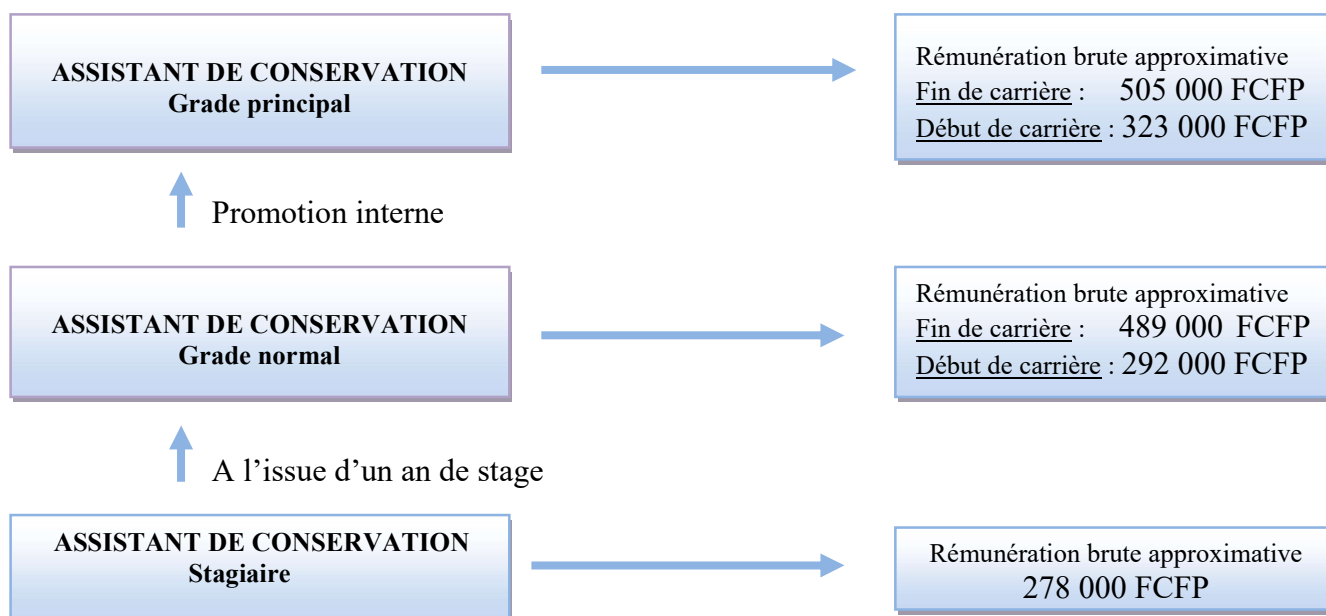 ASSISTANT DE CONSERVATION
Grade principal
Rémunération brute approximative
Fin de carrière : 505 000 FCFP
Début de carrière : 323 000 FCFP
Promotion interne
ASSISTANT DE CONSERVATION
Grade normal
Rémunération brute approximative
Fin de carrière : 489 000 FCFP
Début de carrière : 292 000 FCFP
A l’issue d’un an de stage
ASSISTANT DE CONSERVATION
Stagiaire
Rémunération brute approximative
278 000 FCFP